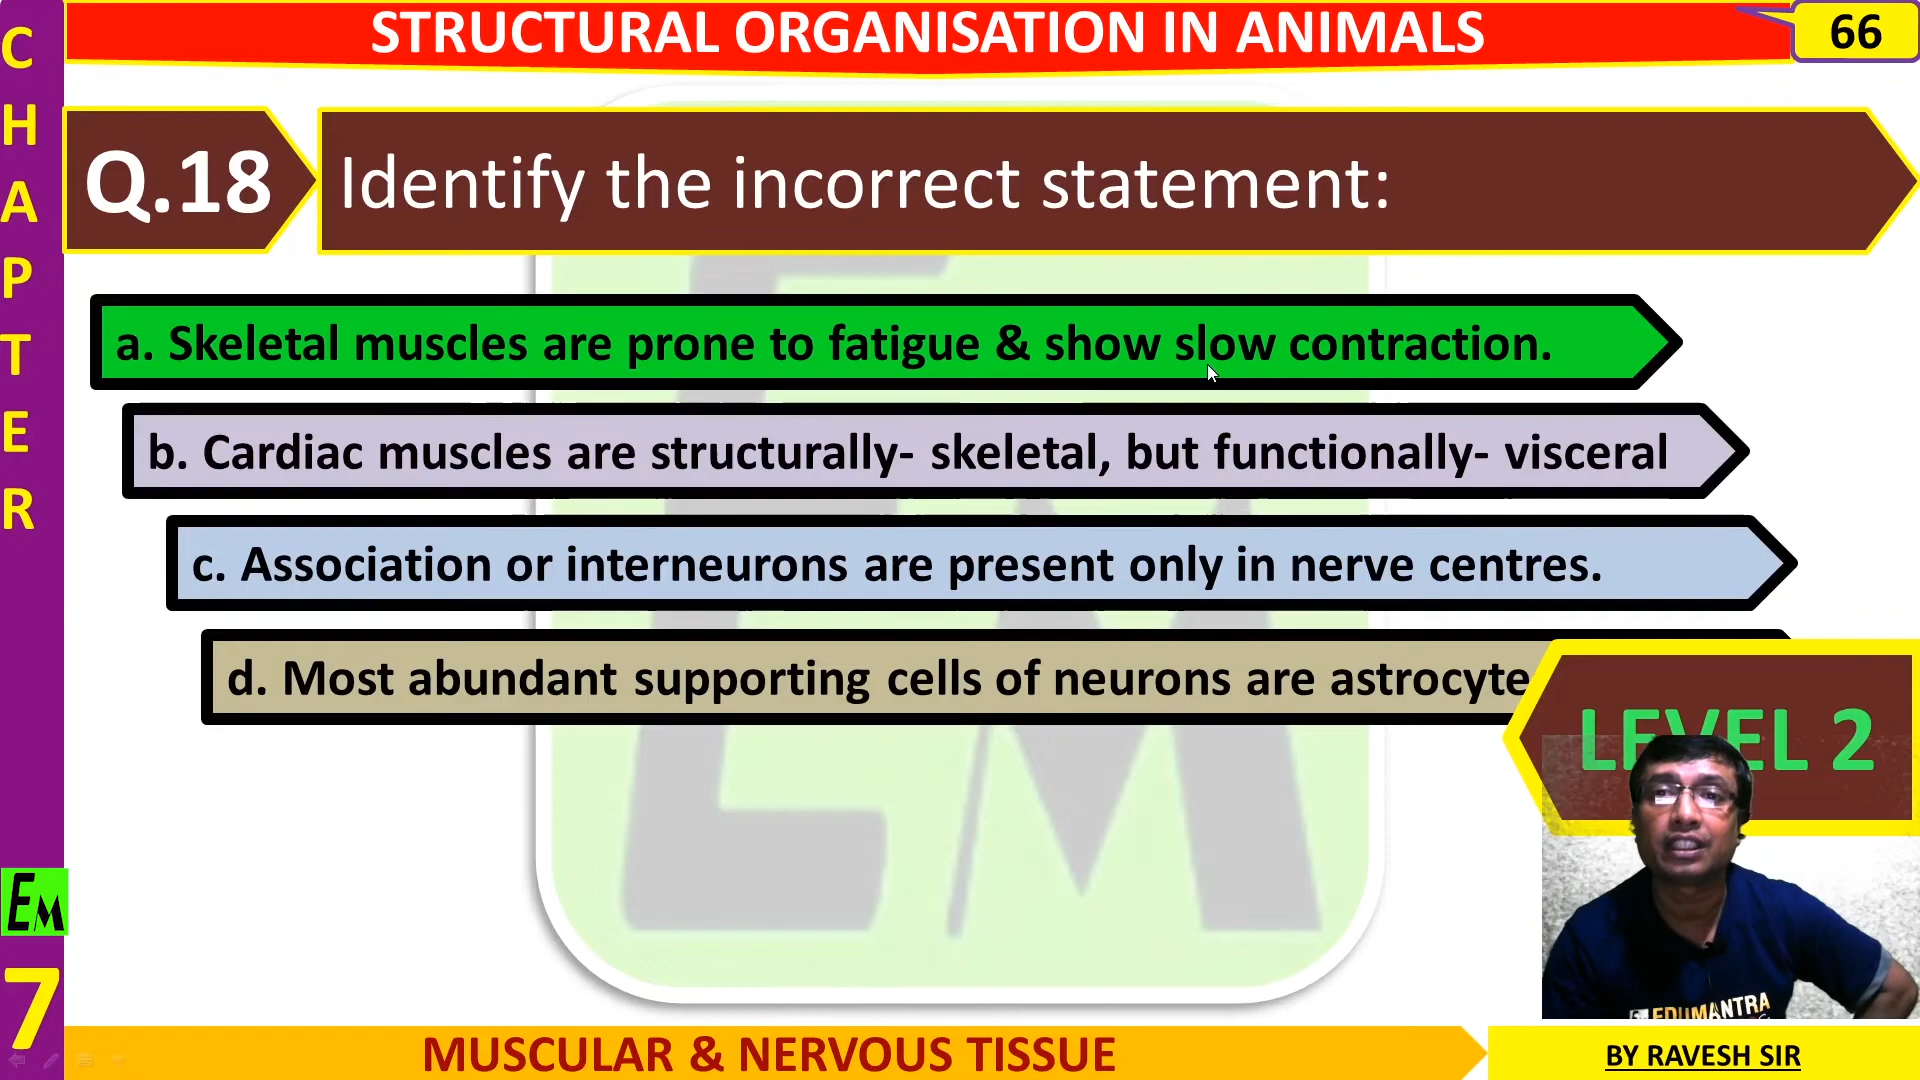 STRUCTURAL ORGANISATION IN ANIMALS
66
CHAPTER
Q.18
Identify the incorrect statement:
a. Skeletal muscles are prone to fatigue & show slow contraction.
b. Cardiac muscles are structurally- skeletal, but functionally- visceral
c. Association or interneurons are present only in nerve centres.
d. Most abundant supporting cells of neurons are astrocyte
LEVEL 2
EM
EM
7
EDUMANTRA
MUSCULAR & NERVOUS TISSUE
BY RAVESH SIR